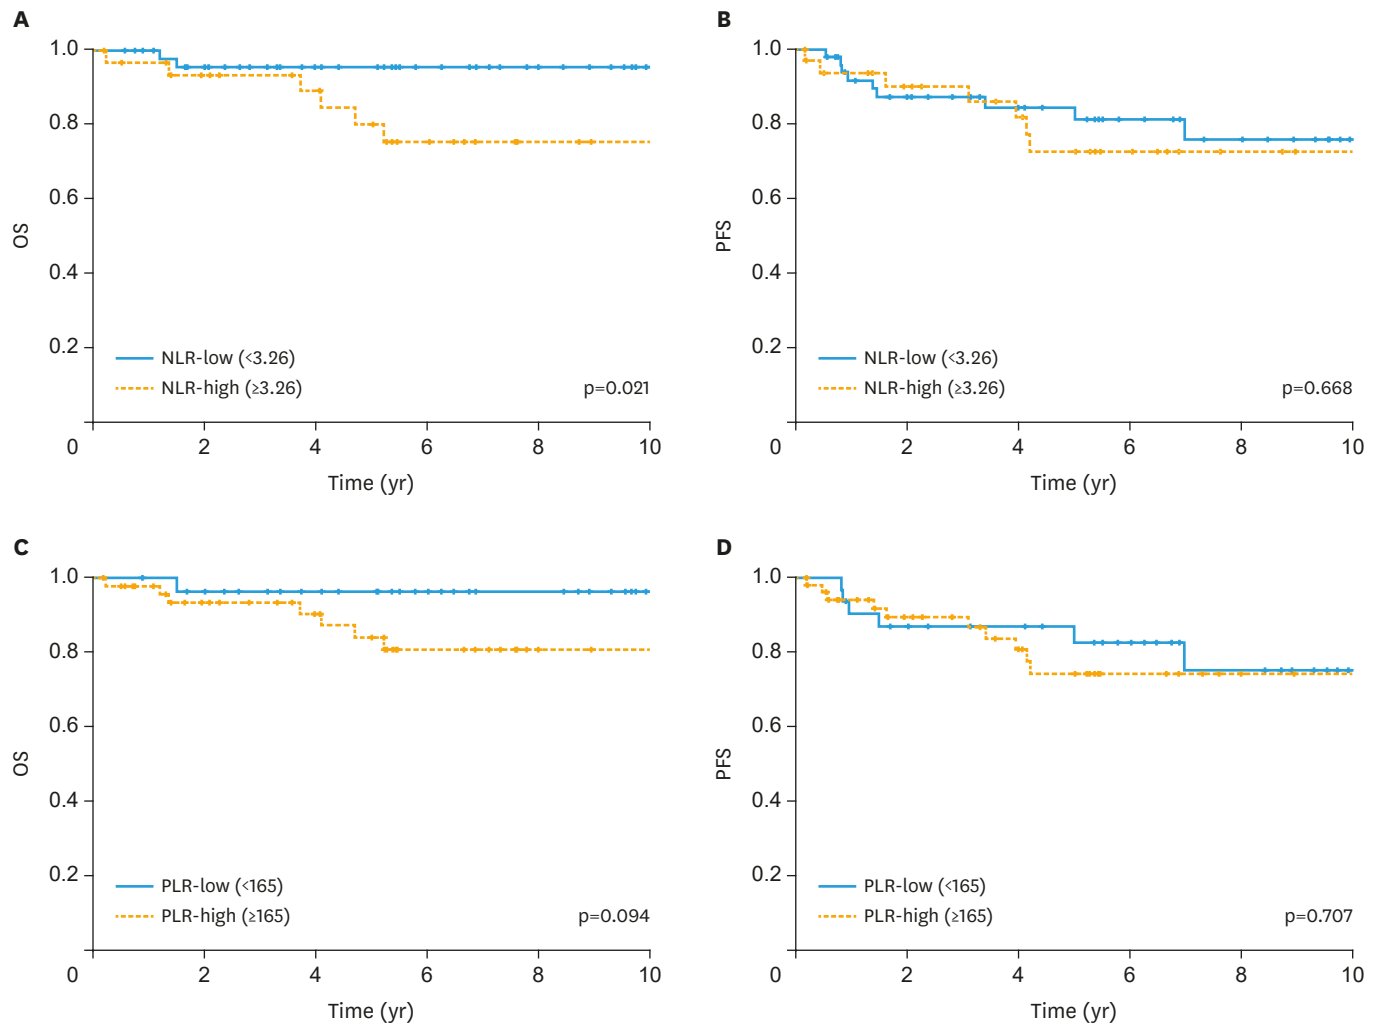 A
1.0
0.8
0.6
0.4
0.2
OS
NLR-low (<3.26)
NLR-high (≥3.26)
p=0.021
0 2 4 6 8 10
Time (yr)
B
1.0
0.8
0.6
0.4
0.2
PFS
NLR-low (<3.26)
NLR-high (≥3.26)
p=0.668
0 2 4 6 8 10
Time (yr)
C
1.0
0.8
0.6
0.4
0.2
OS
PLR-low (<165)
PLR-high (≥165)
p=0.094
0 2 4 6 8 10
Time (yr)
D
1.0
0.8
0.6
0.4
0.2
PFS
PLR-low (<165)
PLR-high (≥165)
p=0.707
0 2 4 6 8 10
Time (yr)